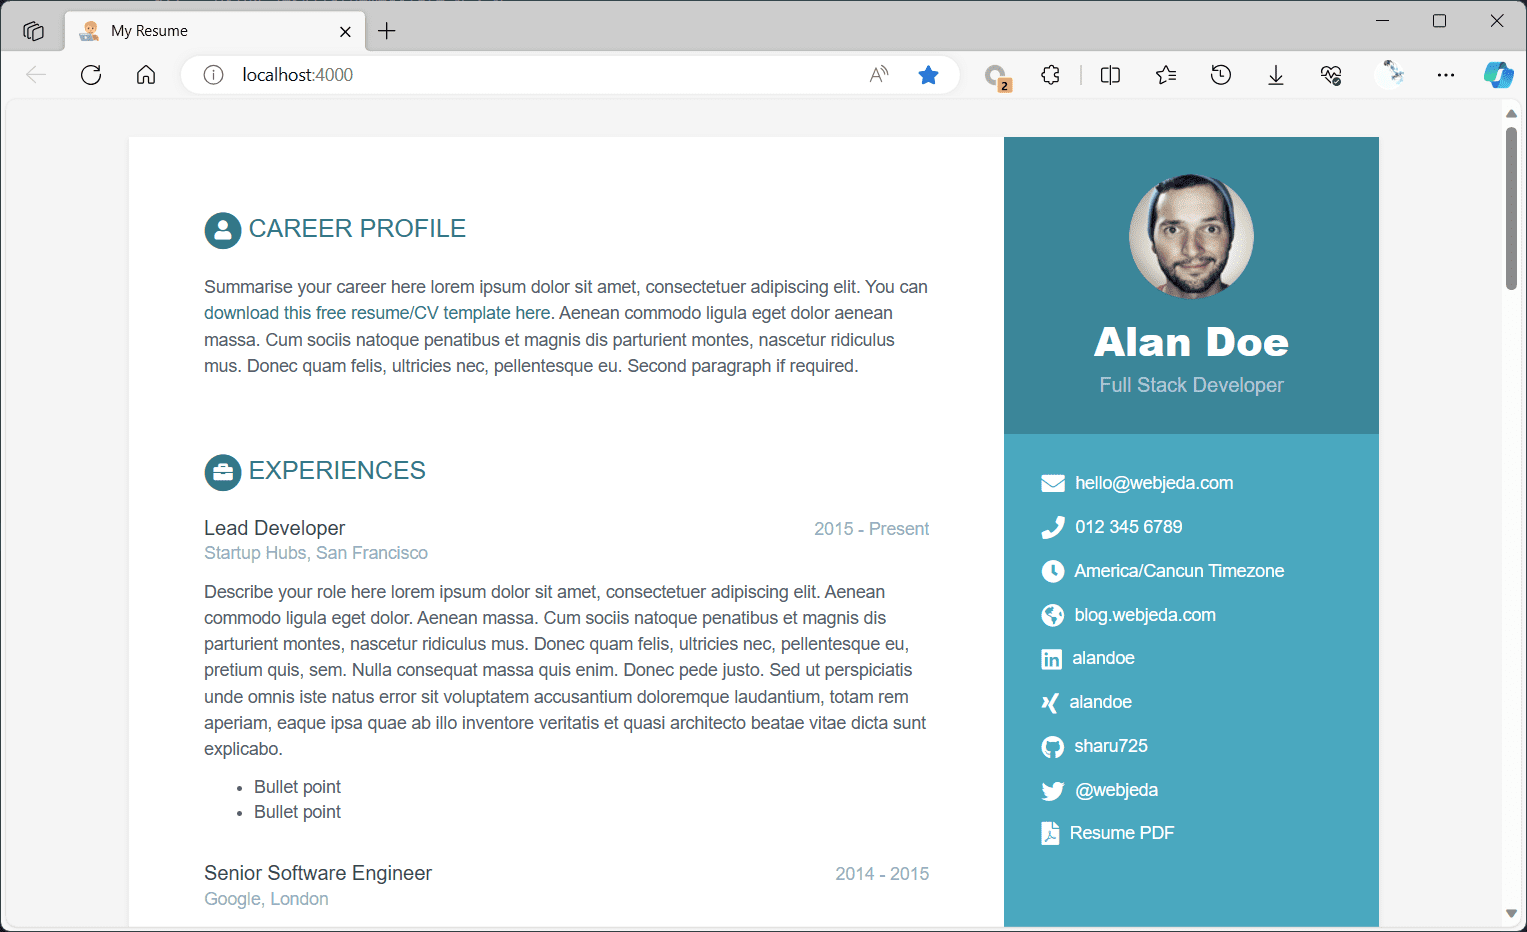 My Resume
localhost:4000
2
CAREER PROFILE
Summarise your career here lorem ipsum dolor sit amet, consectetuer adipiscing elit. You can
download this free resume/CV template here. Aenean commodo ligula eget dolor aenean
massa. Cum sociis natoque penatibus et magnis dis parturient montes, nascetur ridiculus
mus. Donec quam felis, ultricies nec, pellentesque eu. Second paragraph if required.
EXPERIENCES
Lead Developer
2015 - Present
Startup Hubs, San Francisco
Describe your role here lorem ipsum dolor sit amet, consectetuer adipiscing elit. Aenean
commodo ligula eget dolor. Aenean massa. Cum sociis natoque penatibus et magnis dis
parturient montes, nascetur ridiculus mus. Donec quam felis, ultricies nec, pellentesque eu,
pretium quis, sem. Nulla consequat massa quis enim. Donec pede justo. Sed ut perspiciatis
unde omnis iste natus error sit voluptatem accusantium doloremque laudantium, totam rem
aperiam, eaque ipsa quae ab illo inventore veritatis et quasi architecto beatae vitae dicta sunt
explicabo.
• Bullet point
• Bullet point
Senior Software Engineer
2014 - 2015
Google, London
Alan Doe
Full Stack Developer
hello@webjeda.com
012 345 6789
America/Cancun Timezone
blog.webjeda.com
alandoe
alandoe
sharu725
@webjeda
Resume PDF